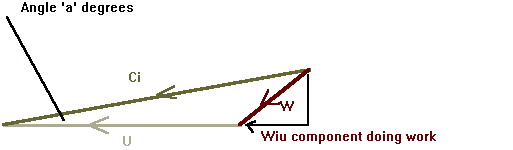 Angle 'a' degrees
Ci
W
U
Wiu component doing work